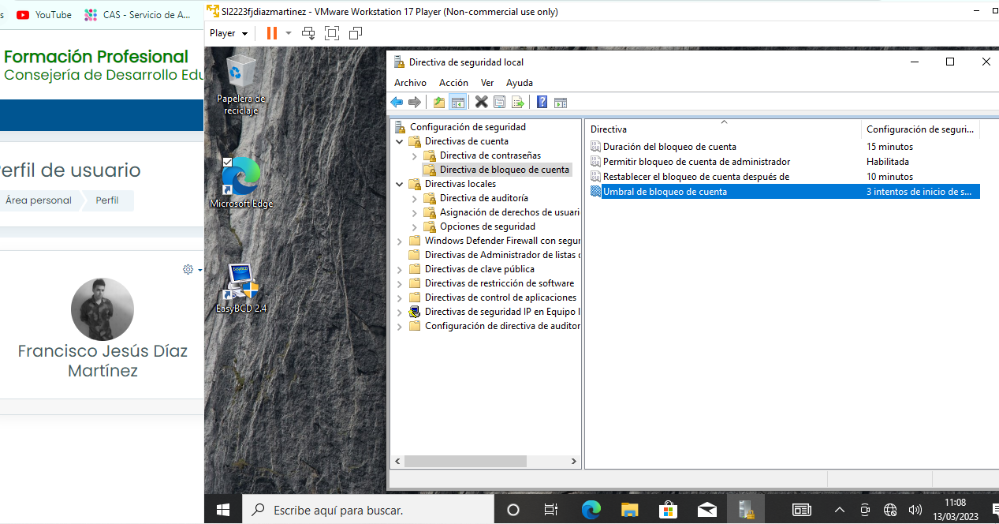 s YouTube CAS - Servicio de A...
Formación Profesional
Consejería de Desarrollo Edu
erfil de usuario
Área personal Perfil
Francisco Jesús Díaz
Martínez
SI2223fjdiazmartinez - VMware Workstation 17 Player (Non-commercial use only)
Player
Papelera de
reciclaje
Microsoft Edge
EasyBCD
EasyBCD 2.4
Directiva de seguridad local
Archivo Acción Ver Ayuda
Configuración de seguridad
Directivas de cuenta
Directiva de contraseñas
Directiva de bloqueo de cuenta
Directivas locales
Directiva de auditoría
Asignación de derechos de usuari
Opciones de seguridad
Windows Defender Firewall con segur
Directivas de Administrador de listas d
Directivas de clave pública
Directivas de restricción de software
Directivas de control de aplicaciones
Directivas de seguridad IP en Equipo l
Configuración de directiva de auditor
Directiva Configuración de seguri...
Duración del bloqueo de cuenta 15 minutos
Permitir bloqueo de cuenta de administrador Habilitada
Restablecer el bloqueo de cuenta después de 10 minutos
Umbral de bloqueo de cuenta 3 intentos de inicio de s...
Escribe aquí para buscar.
11:08
13/03/2023